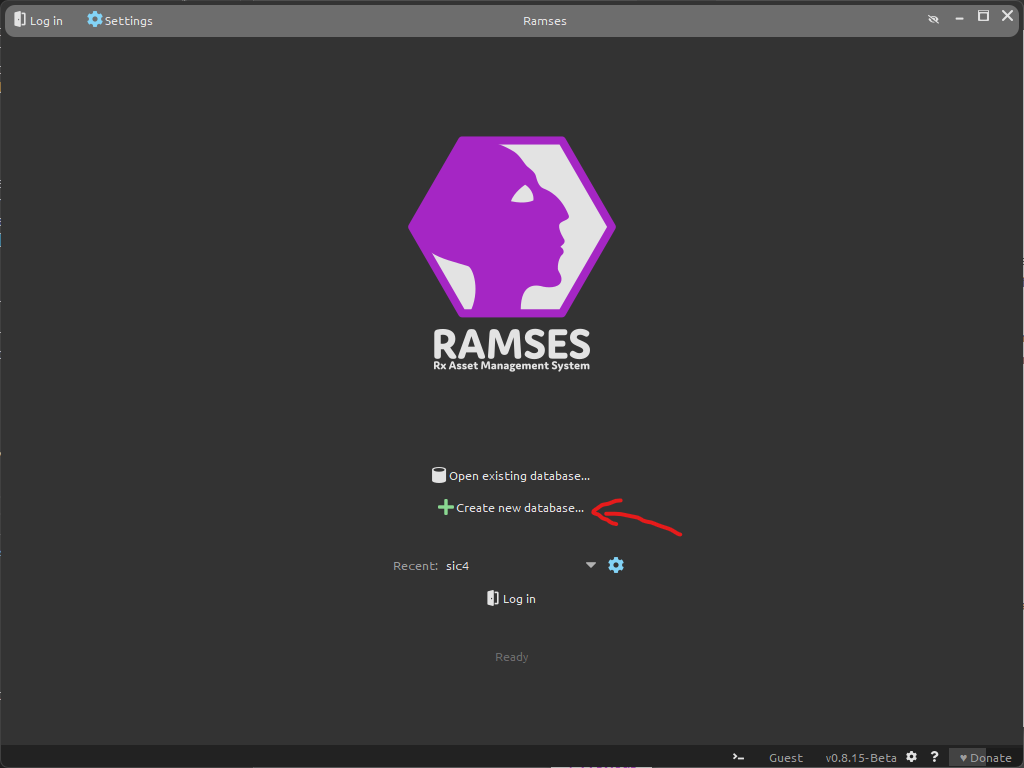 Log in Settings Ramses
RAMSES
Rx Asset Management System
Open existing database...
Create new database...
Recent: sic4
Log in
Ready
Guest v0.8.15-Beta ? ♥ Donate